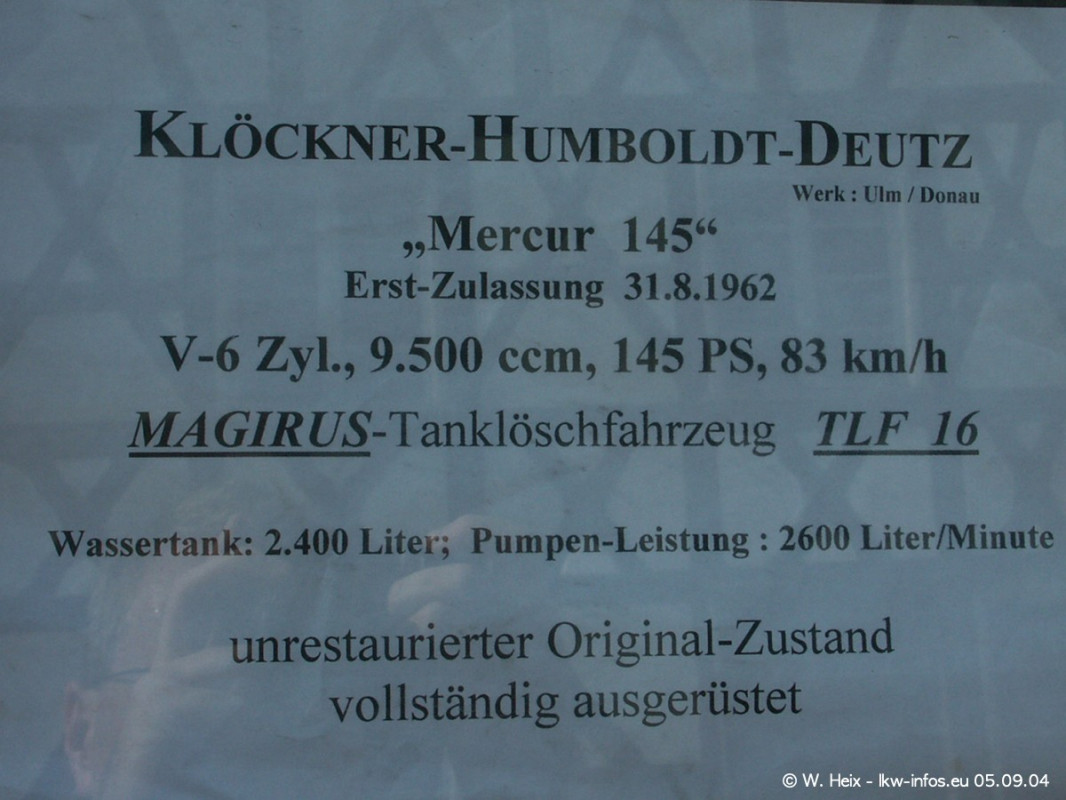 KLÖCKNER-HUMBOLDT-DEUTZ
Werk : Ulm / Donau
„Mercur 145“
Erst-Zulassung 31.8.1962
V-6 Zyl., 9.500 ccm, 145 PS, 83 km/h
MAGIRUS-Tanklöschfahrzeug TLF 16
Wassertank: 2.400 Liter; Pumpen-Leistung : 2600 Liter/Minute
unrestaurierter Original-Zustand
vollständig ausgerüstet
© W. Heix - lkw-infos.eu 05.09.04